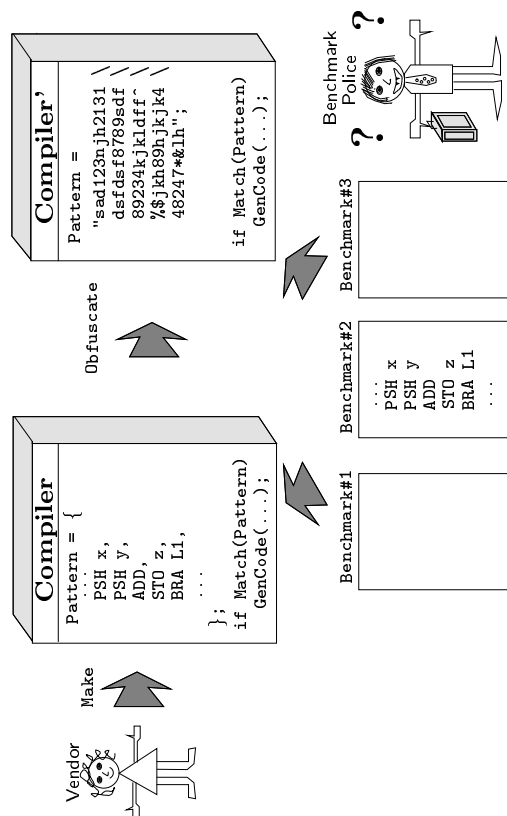 Vendor
Make
Compiler
Pattern = {
...
PSH x,
PSH y,
ADD,
STO z,
BRA L1,
...
};
if Match(Pattern)
GenCode(...);
Obfuscate
Compiler’
Pattern =
"sad123njh2131\
dsfdsf8789sdf\
89234kjkldff^\
%$jkh89hjkjk4\
48247*&lh";
if Match(Pattern)
GenCode(...);
Benchmark#1
Benchmark#2
...
PSH x
PSH y
ADD
STO z
BRA L1
...
Benchmark#3
?
Benchmark
Police
?